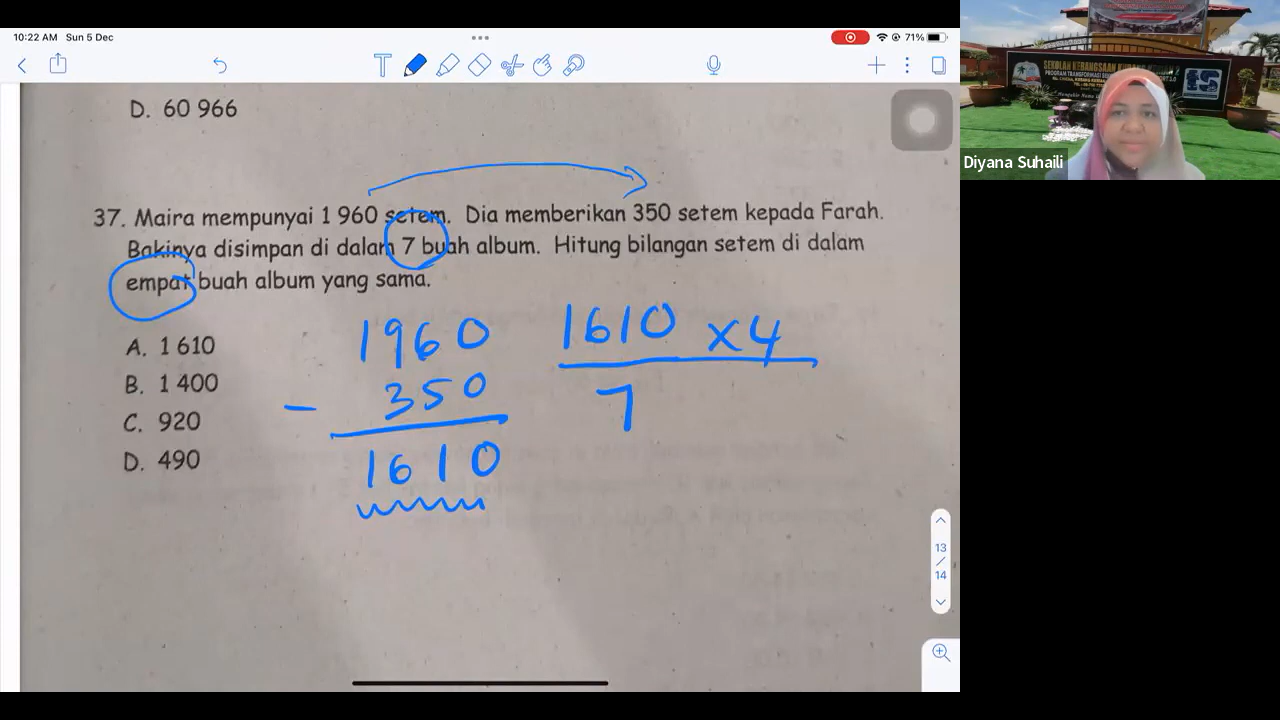 10:22 AM Sun 5 Dec
71%
D. 60 966
37. Maira mempunyai 1 960 setem. Dia memberikan 350 setem kepada Farah.
Bakinya disimpan di dalam 7 buah album. Hitung bilangan setem di dalam
empat buah album yang sama.
A. 1 610
B. 1 400
C. 920
D. 490
1960
- 350
1610
1610 x 4
7
13
/
14
T
SEKOLAH KEBANGSAAN
Diyana Suhaili